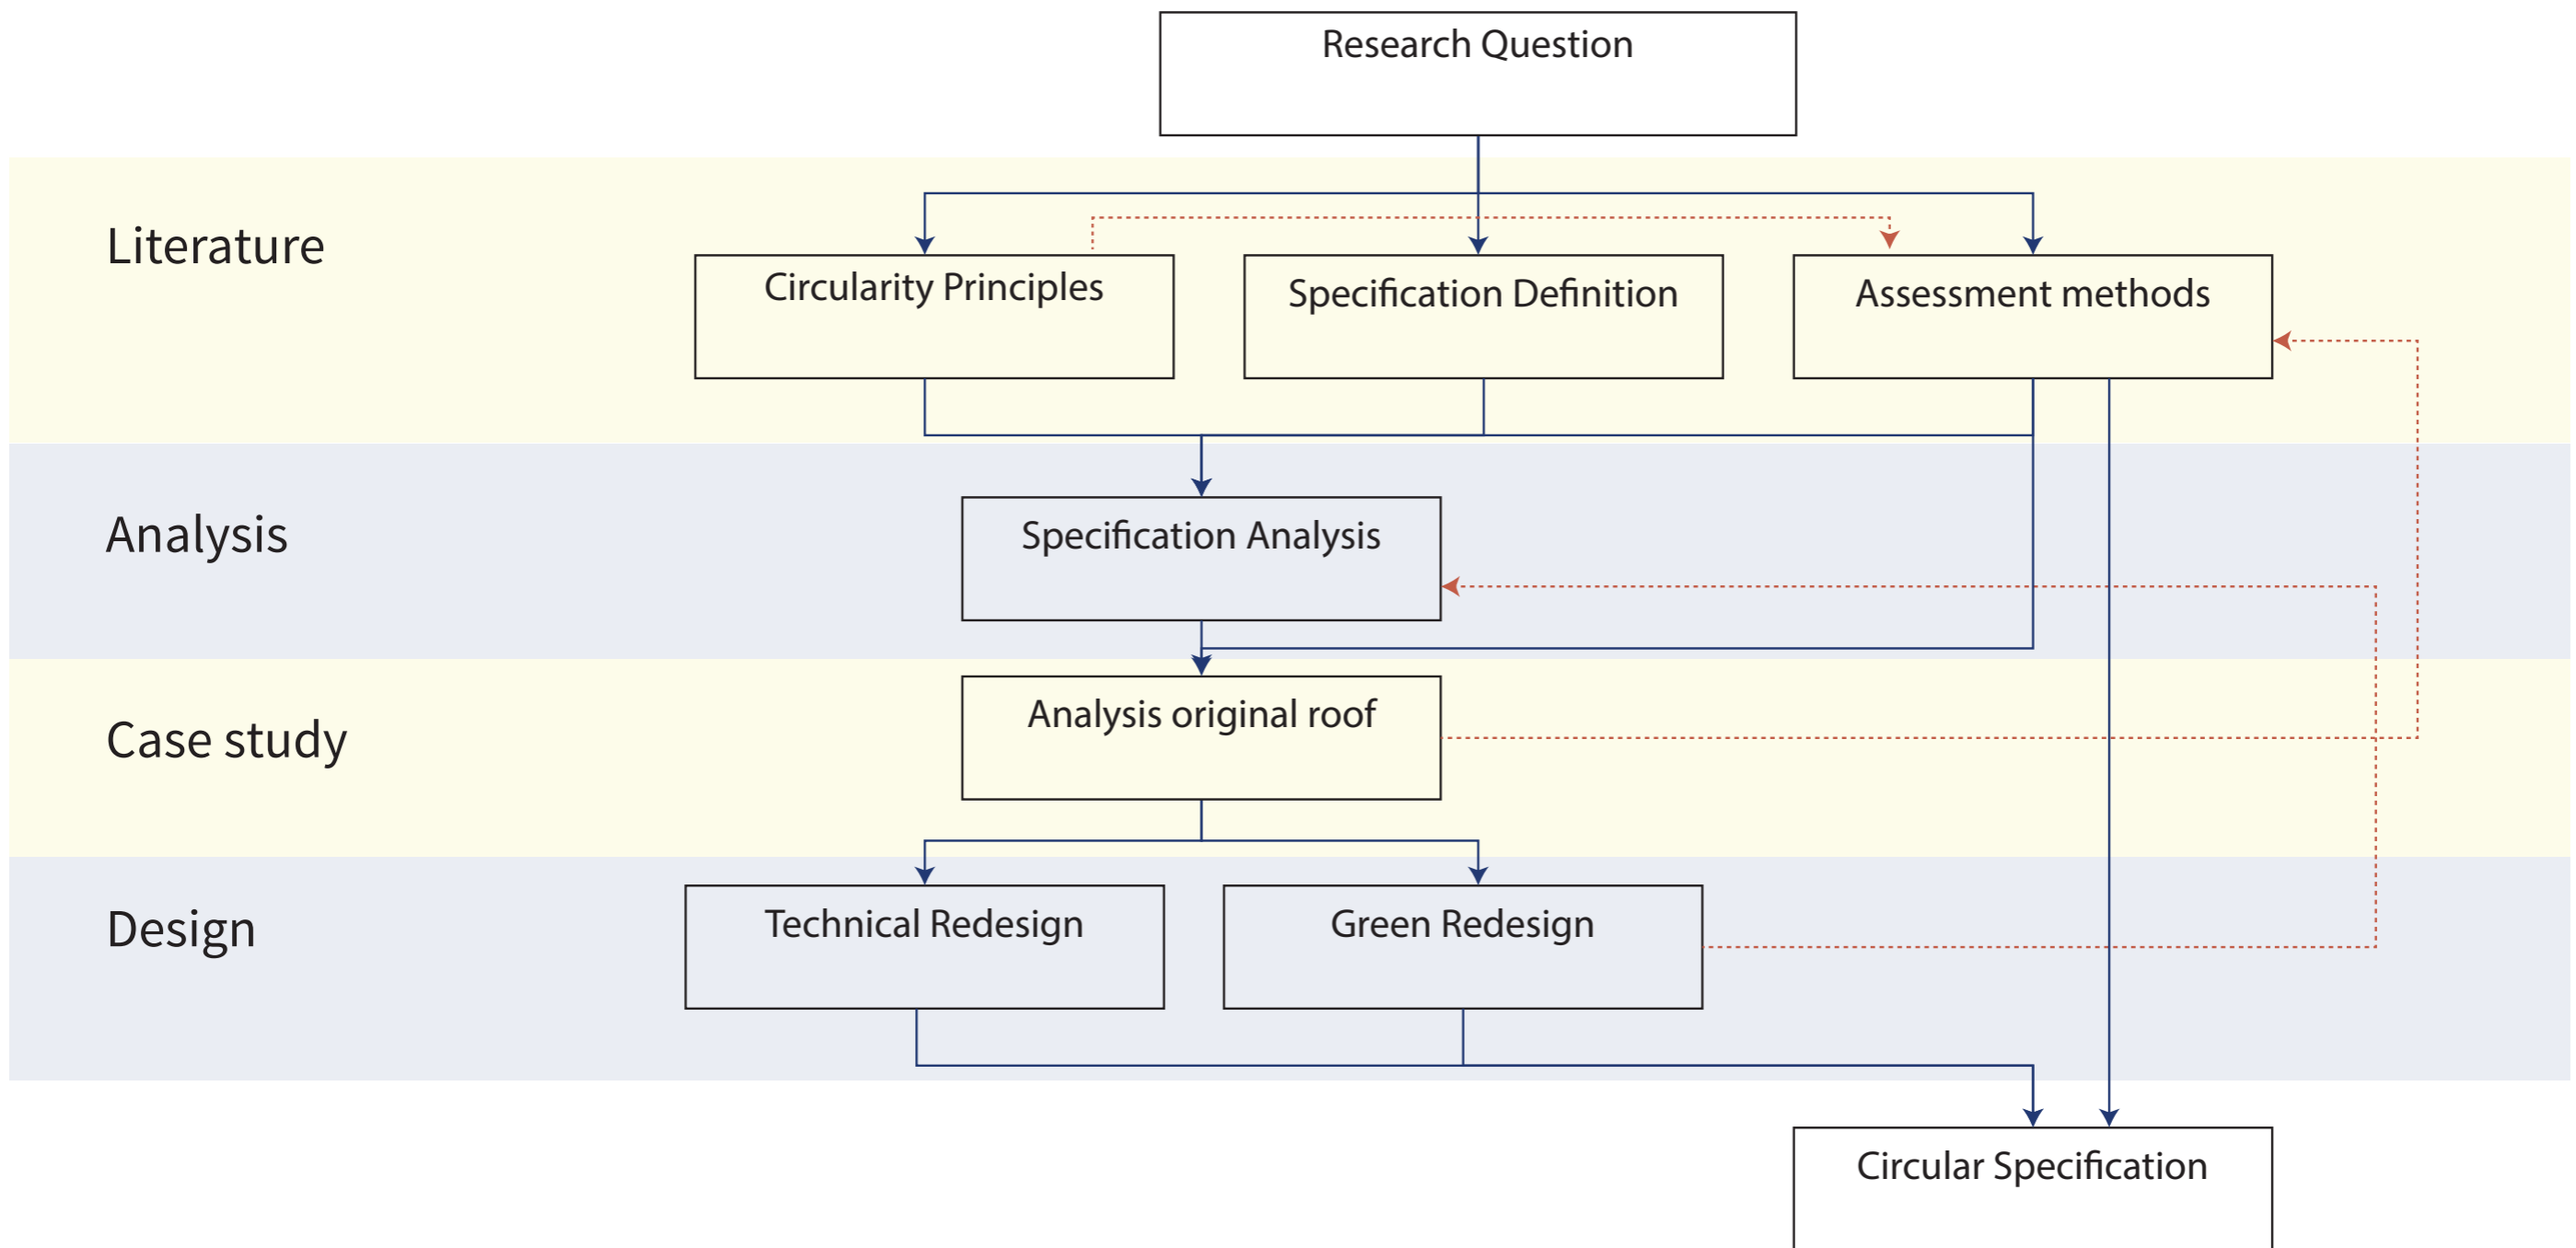 Research Question
Literature
Circularity Principles
Specification Definition
Assessment methods
Analysis
Specification Analysis
Case study
Analysis original roof
Design
Technical Redesign
Green Redesign
Circular Specification